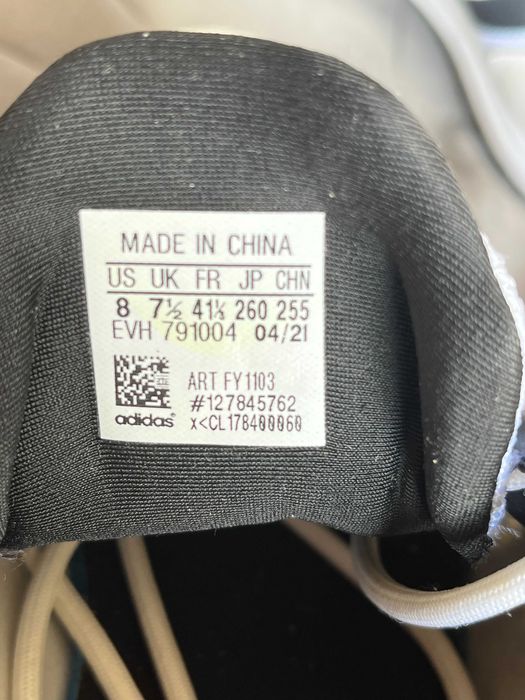 MADE IN CHINA
US UK FR JP CHN
8 7½ 41⅓ 260 255
EVH 791004 04/21
ART FY1103
#127845762
adidas®
x<CL178400060